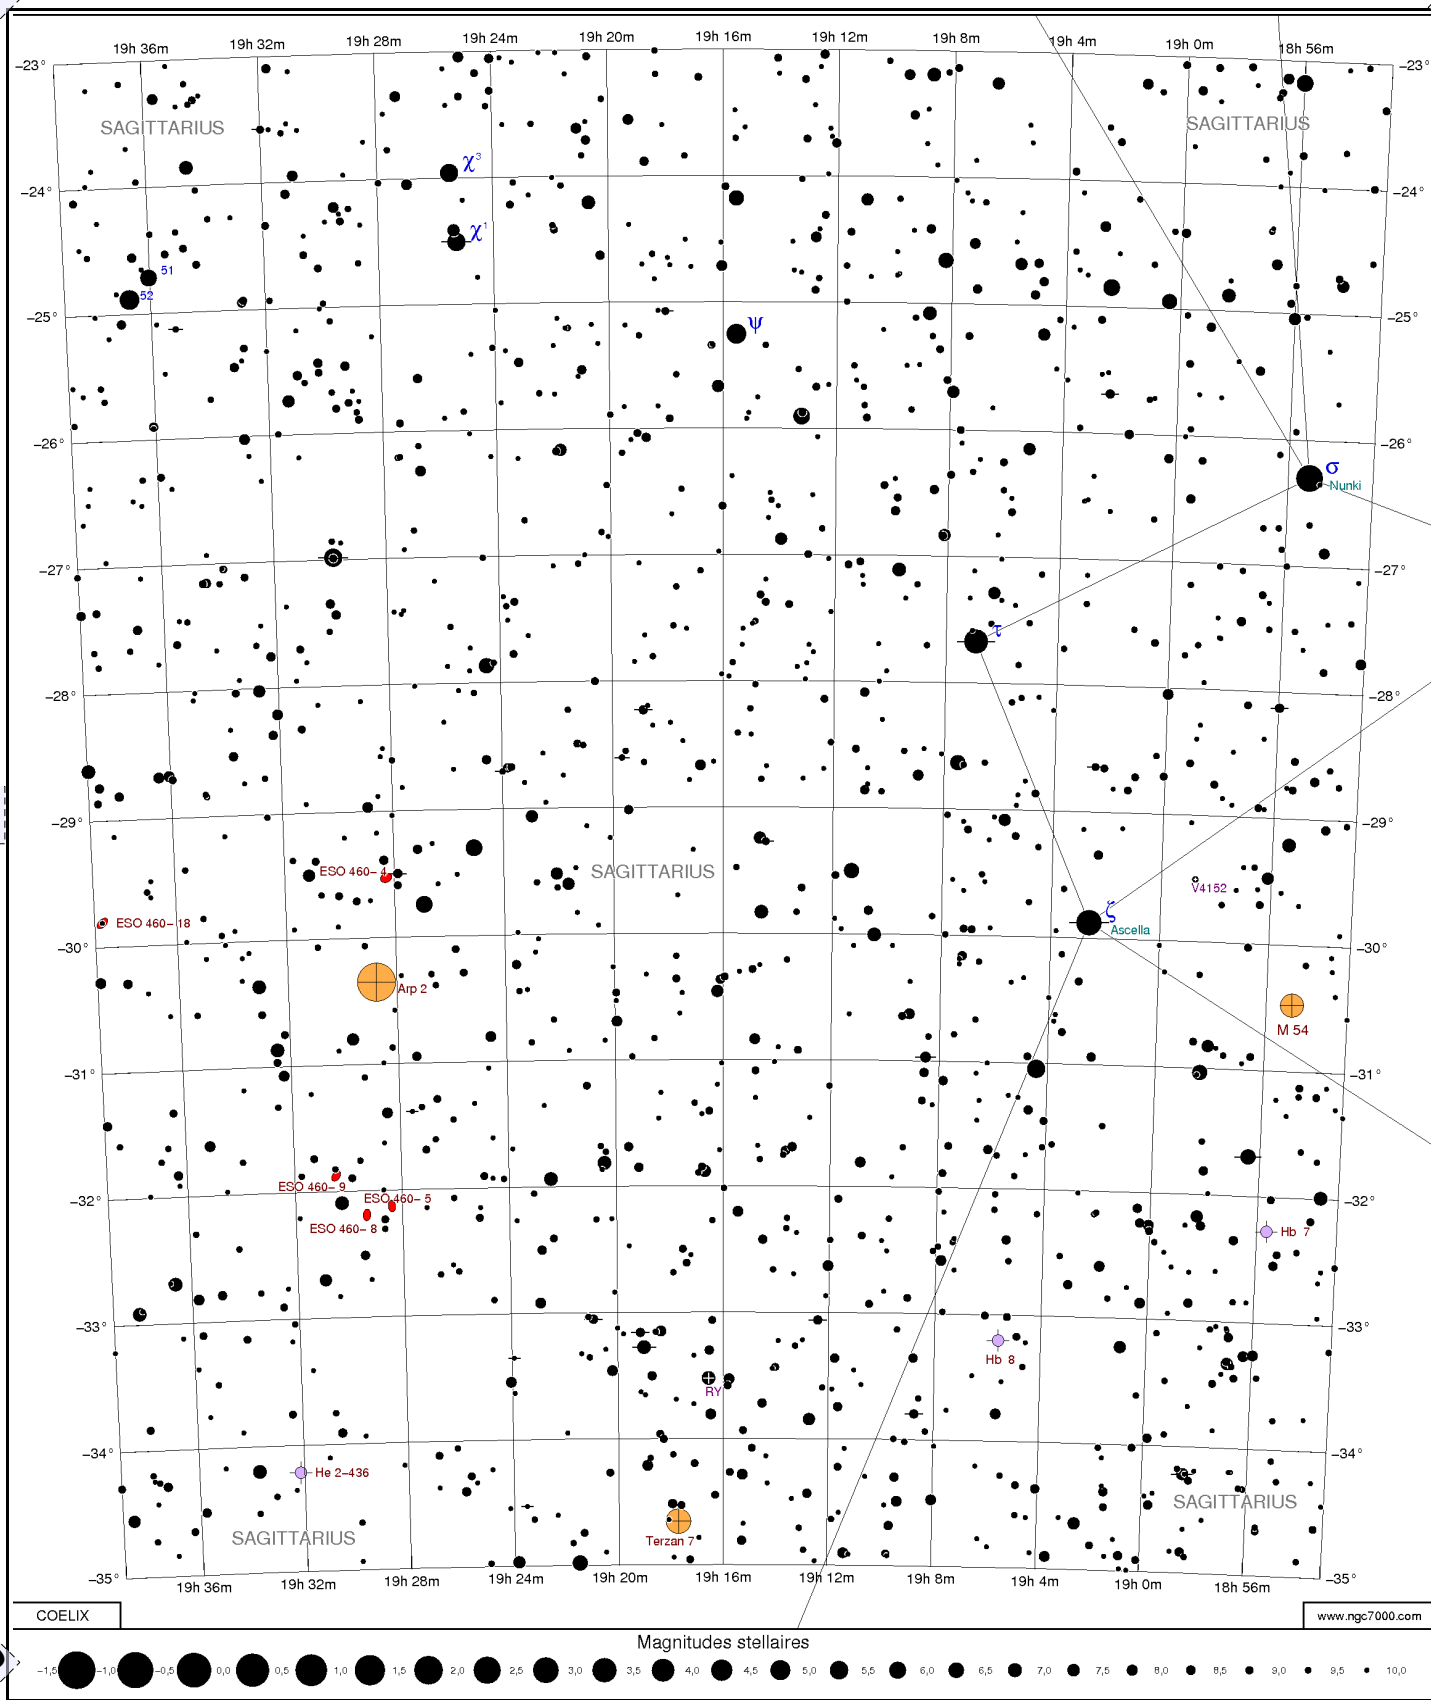 19h 36m 19h 32m 19h 28m 19h 24m 19h 20m 19h 16m 19h 12m 19h 8m 19h 4m 19h 0m 18h 56m
−23° −23°
SAGITTARIUS SAGITTARIUS
χ3
−24° −24°
χ1
51
52
−25° −25°
ψ
−26° −26°
σ
Nunki
−27° −27°
τ
−28° −28°
−29° −29°
ESO 460−4 SAGITTARIUS
V4152
ζ
ESO 460−18 Ascella
−30° −30°
Arp 2
M 54
−31° −31°
ESO 460−9
ESO 460−5
−32° −32°
ESO 460−8 Hb 7
−33° −33°
Hb 8
RY
−34° −34°
He 2−436
SAGITTARIUS
SAGITTARIUS
Terzan 7
−35° −35°
19h 36m 19h 32m 19h 28m 19h 24m 19h 20m 19h 16m 19h 12m 19h 8m 19h 4m 19h 0m 18h 56m
COELIX www.ngc7000.com
Magnitudes stellaires
−1,5 −1,0 −0,5 0,0 0,5 1,0 1,5 2,0 2,5 3,0 3,5 4,0 4,5 5,0 5,5 6,0 6,5 7,0 7,5 8,0 8,5 9,0 9,5 10,0